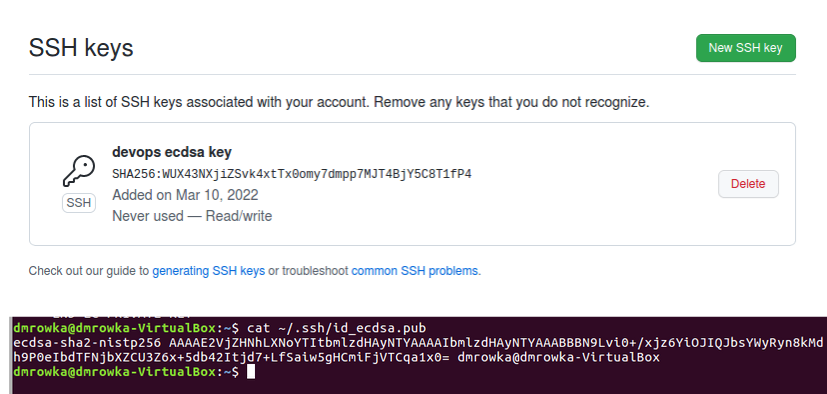 SSH keys
New SSH key
This is a list of SSH keys associated with your account. Remove any keys that you do not recognize.
devops ecdsa key
SHA256:WUX43NXjiZSvk4xtTx0omy7dmpp7MJT4BjY5C8T1fP4
SSH
Added on Mar 10, 2022
Never used — Read/write
Delete
Check out our guide to generating SSH keys or troubleshoot common SSH problems.
dmrowka@dmrowka-VirtualBox:~$ cat ~/.ssh/id_ecdsa.pub
ecdsa-sha2-nistp256 AAAAE2VjZHNhLXNoYTItbmlzdHAyNTYAAAAIbmlzdHAyNTYAAABBBN9Lvi0+/xjz6YiOJIQJbsYWyRyn8kMd
h9P0eIbdTFNjbXZCU3Z6x+5db42Itjd7+LfSaiw5gHCmiFjVTCqa1x0= dmrowka@dmrowka-VirtualBox
dmrowka@dmrowka-VirtualBox:~$